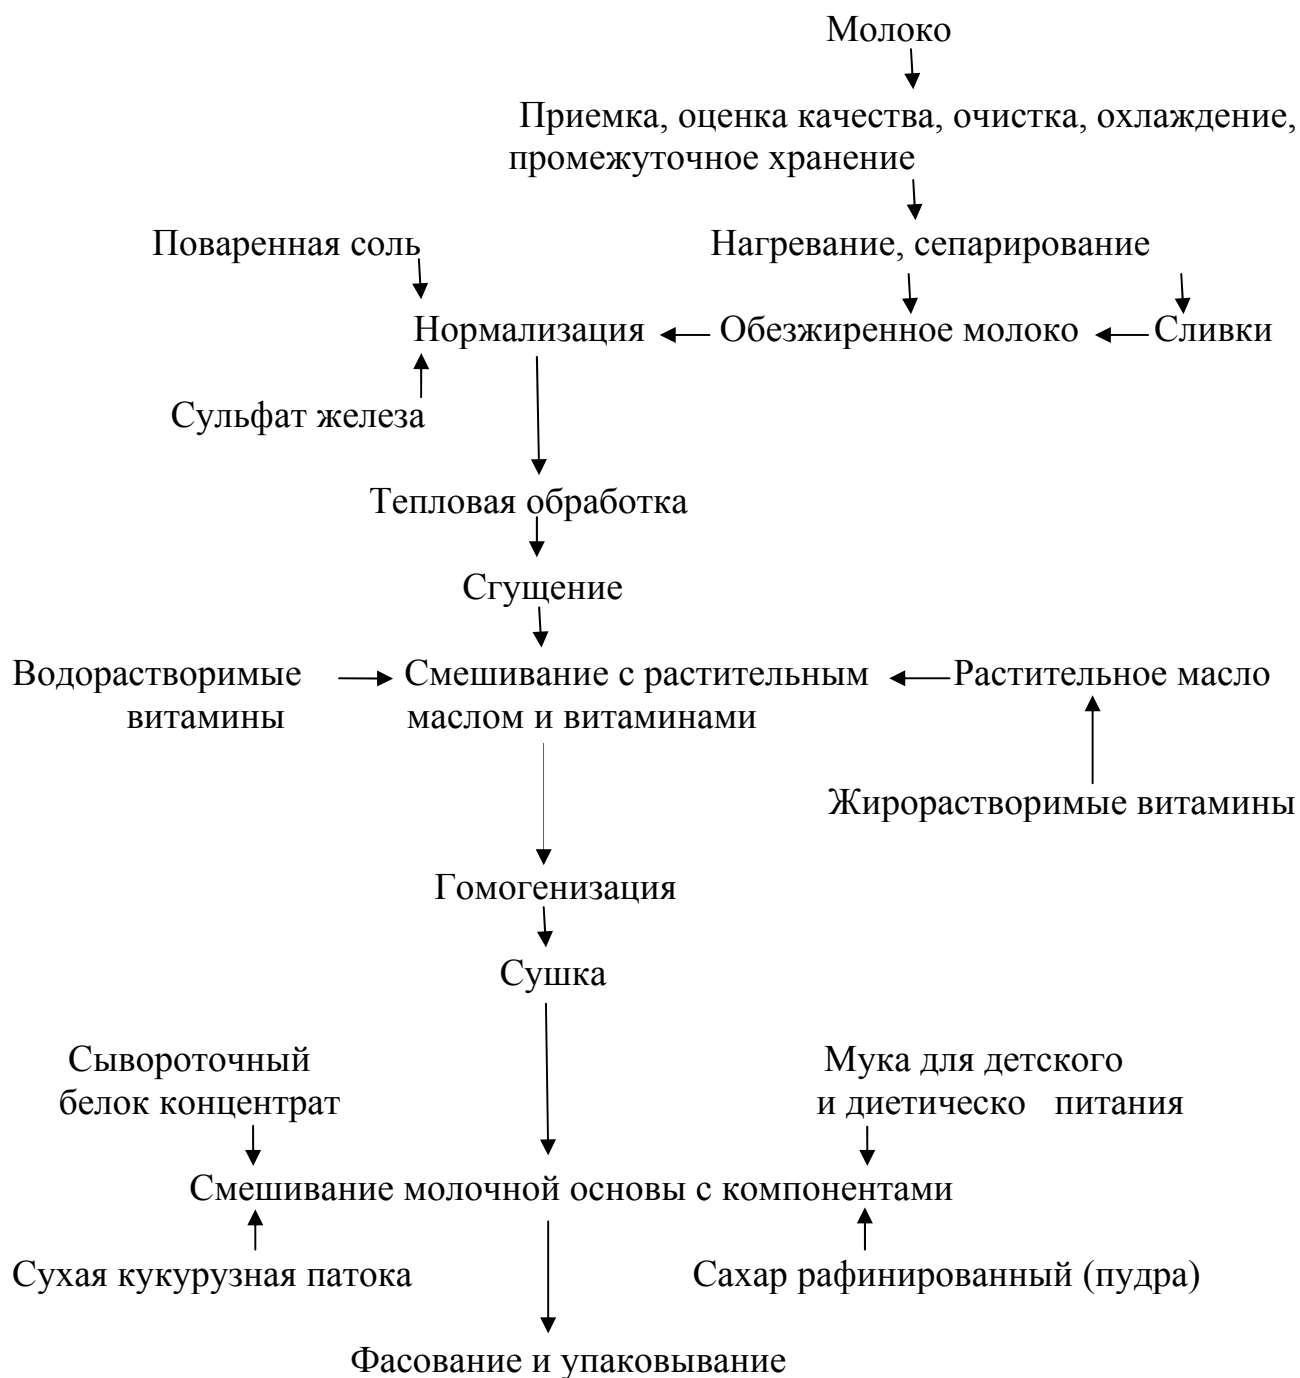 Молоко
Приемка, оценка качества, очистка, охлаждение,
промежуточное хранение
Поваренная соль
Нагревание, сепарирование
Нормализация
Обезжиренное молоко
Сливки
Сульфат железа
Тепловая обработка
Сгущение
Водорастворимые
витамины
Смешивание с растительным
маслом и витаминами
Растительное масло
Жирорастворимые витамины
Гомогенизация
Сушка
Сывороточный
белок концентрат
Мука для детского
и диетическо питания
Смешивание молочной основы с компонентами
Сухая кукурузная патока
Сахар рафинированный (пудра)
Фасование и упаковывание